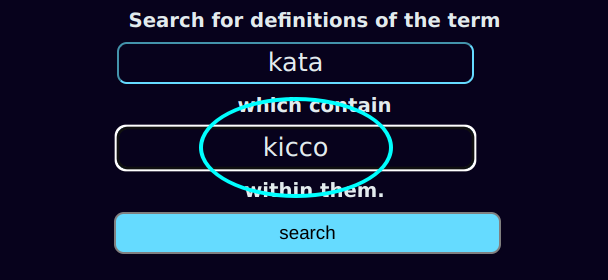 Search for definitions of the term
kata
which contain
kicco
within them.
search